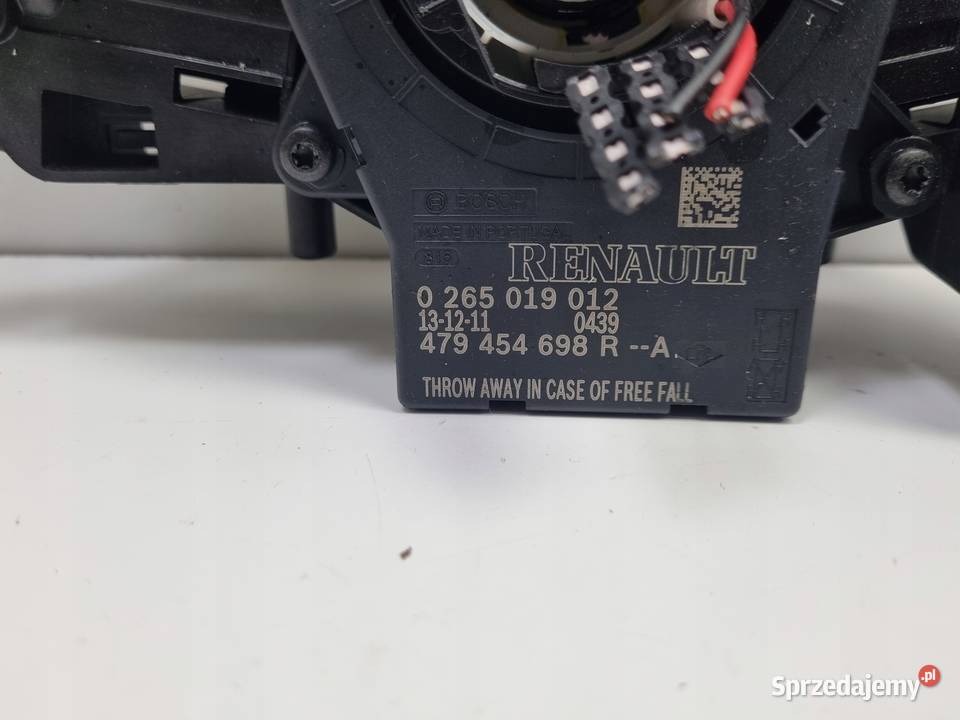 BOSCH
MADE IN PORTUGAL
RENAULT
0 265 019 012
13-12-11 0439
479 454 698 R --A
THROW AWAY IN CASE OF FREE FALL
Sprzedajemy.pl